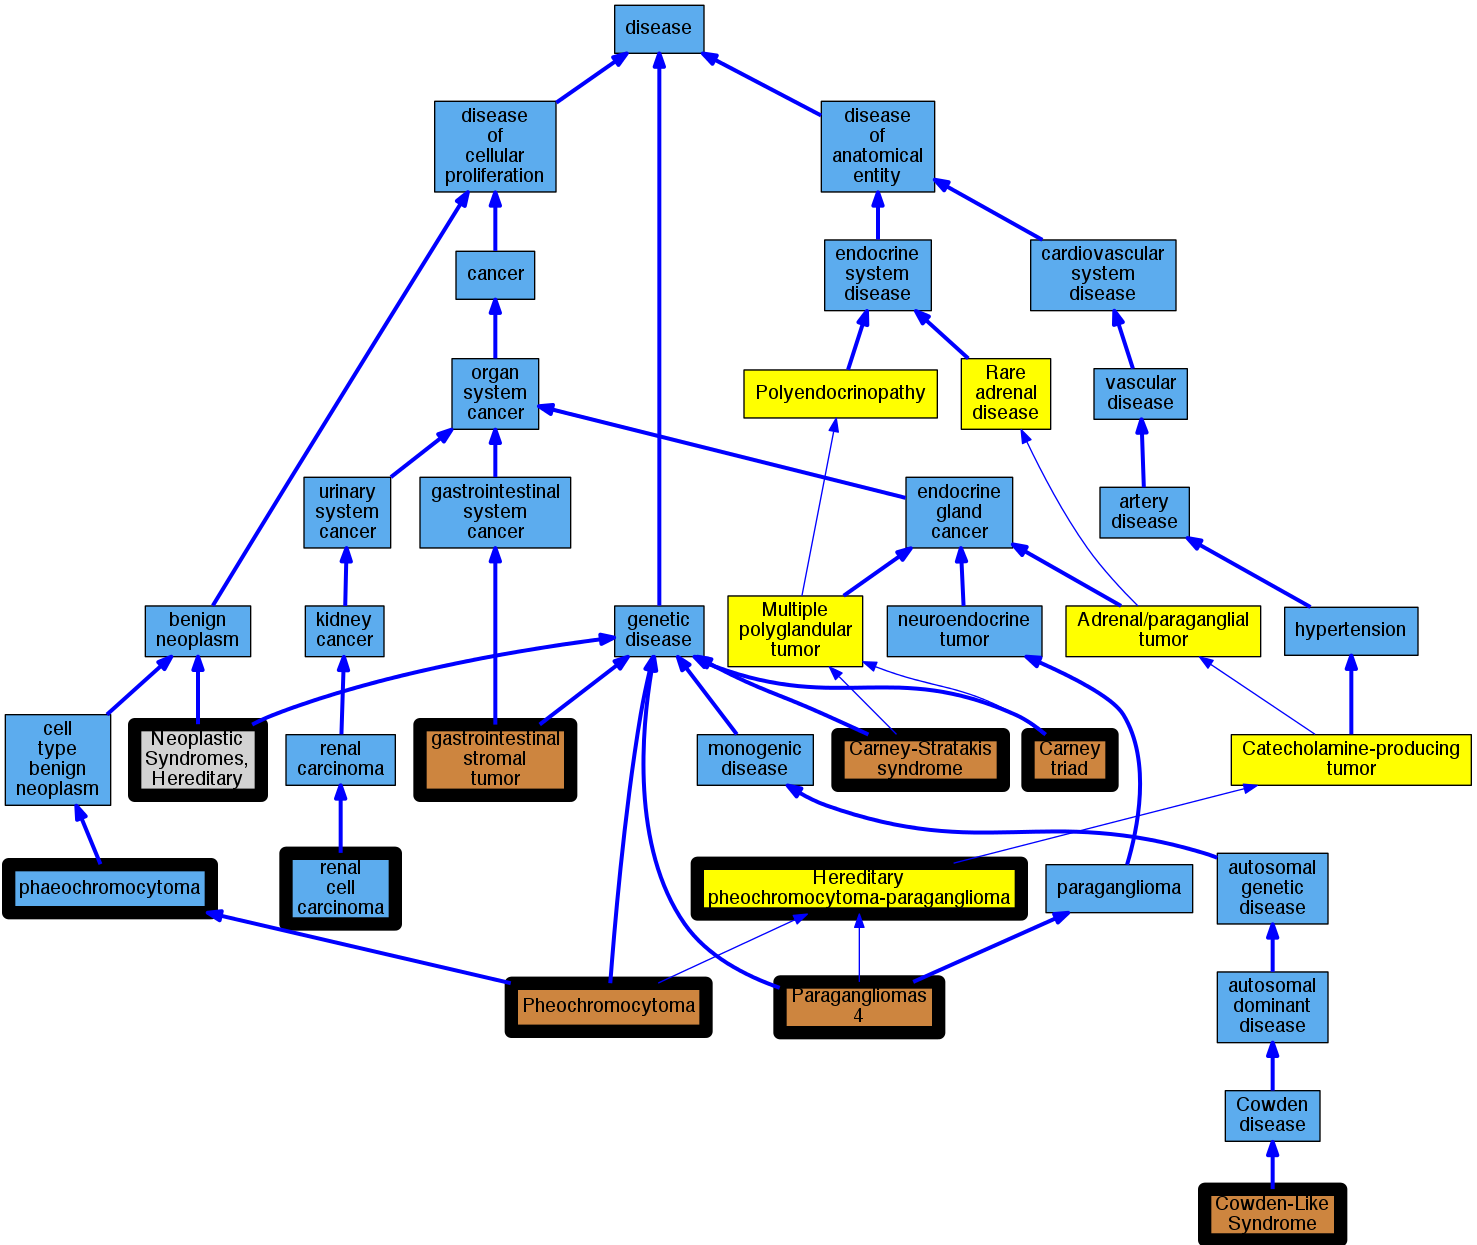 disease
disease
of
cellular
proliferation
disease
of
anatomical
entity
cancer
endocrine
system
disease
cardiovascular
system
disease
organ
system
cancer
Polyendocrinopathy
Rare
adrenal
disease
vascular
disease
urinary
system
cancer
gastrointestinal
system
cancer
endocrine
gland
cancer
artery
disease
benign
neoplasm
kidney
cancer
genetic
disease
Multiple
polyglandular
tumor
neuroendocrine
tumor
Adrenal/paraganglial
tumor
hypertension
cell
type
benign
neoplasm
Neoplastic
Syndromes,
Hereditary
renal
carcinoma
gastrointestinal
stromal
tumor
monogenic
disease
Carney-Stratakis
syndrome
Carney
triad
Catecholamine-producing
tumor
phaeochromocytoma
renal
cell
carcinoma
Hereditary
pheochromocytoma-paraganglioma
paraganglioma
autosomal
genetic
disease
Pheochromocytoma
Paragangliomas
4
autosomal
dominant
disease
Cowden
disease
Cowden-Like
Syndrome